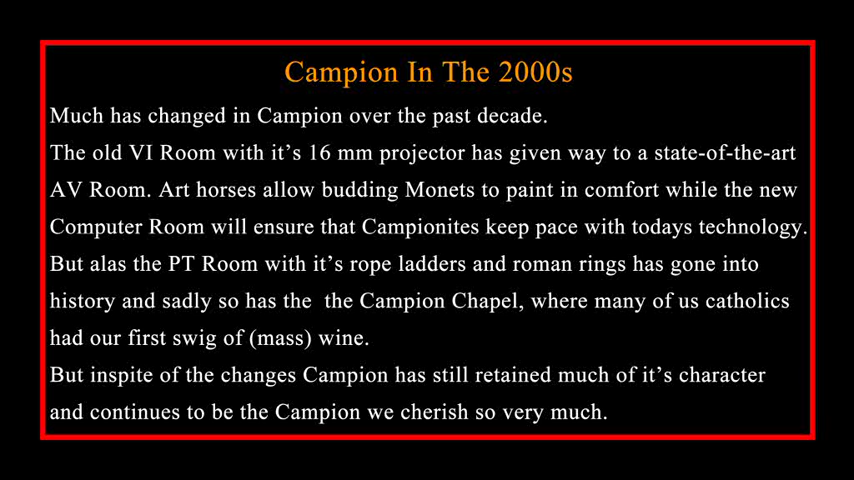 Campion In The 2000s
Much has changed in Campion over the past decade.
The old VI Room with it’s 16 mm projector has given way to a state-of-the-art
AV Room. Art horses allow budding Monets to paint in comfort while the new
Computer Room will ensure that Campionites keep pace with todays technology.
But alas the PT Room with it’s rope ladders and roman rings has gone into
history and sadly so has the  the Campion Chapel, where many of us catholics
had our first swig of (mass) wine.
But inspite of the changes Campion has still retained much of it’s character
and continues to be the Campion we cherish so very much.